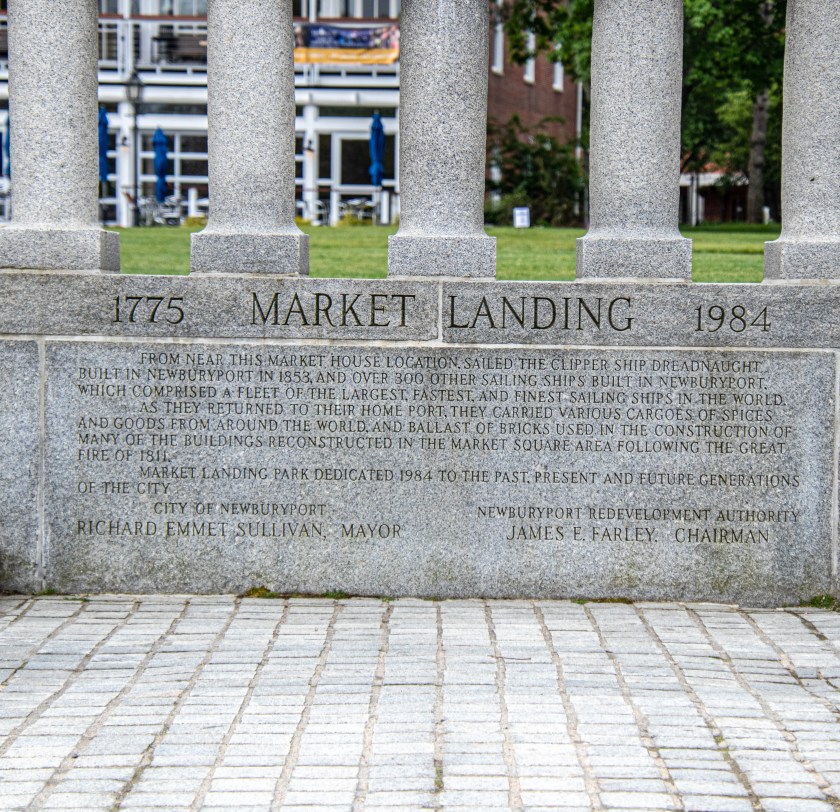 1775 MARKET LANDING 1984
FROM NEAR THIS MARKET HOUSE LOCATION, SAILED THE CLIPPER SHIP DREADNAUGHT,
BUILT IN NEWBURYPORT IN 1853, AND OVER 300 OTHER SAILING SHIPS BUILT IN NEWBURYPORT,
WHICH COMPRISED A FLEET OF THE LARGEST, FASTEST, AND FINEST SAILING SHIPS IN THE WORLD.
AS THEY RETURNED TO THEIR HOME PORT, THEY CARRIED VARIOUS CARGOES OF SPICES
AND GOODS FROM AROUND THE WORLD, AND BALLAST OF BRICKS USED IN THE CONSTRUCTION OF
MANY OF THE BUILDINGS RECONSTRUCTED IN THE MARKET SQUARE AREA FOLLOWING THE GREAT
FIRE OF 1811.
MARKET LANDING PARK DEDICATED 1984 TO THE PAST, PRESENT AND FUTURE GENERATIONS
OF THE CITY
CITY OF NEWBURYPORT
RICHARD EMMET SULLIVAN, MAYOR
NEWBURYPORT REDEVELOPMENT AUTHORITY
JAMES E. FARLEY, CHAIRMAN